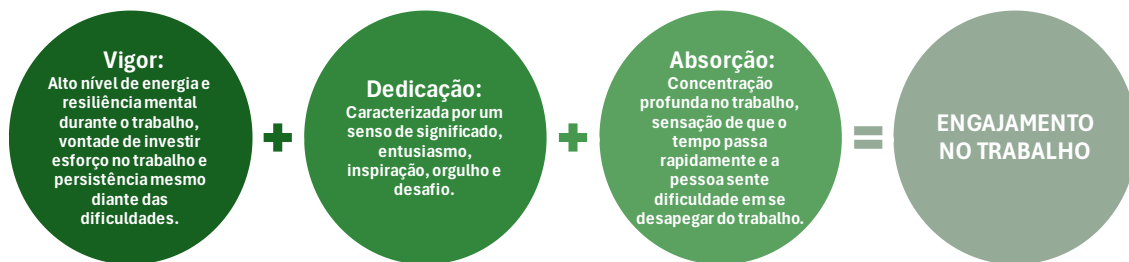 Vigor:
Alto nível de energia e
resiliência mental
durante o trabalho,
vontade de investir
esforço no trabalho e
persistência mesmo
diante das
dificuldades.
Dedicação:
Caracterizada por um
senso de significado,
entusiasmo,
inspiração, orgulho e
desafio.
Absorção:
Concentração
profunda no trabalho,
sensação de que o
tempo passa
rapidamente e a
pessoa sente
dificuldade em se
desapegar do trabalho.
ENGAJAMENTO
NO TRABALHO